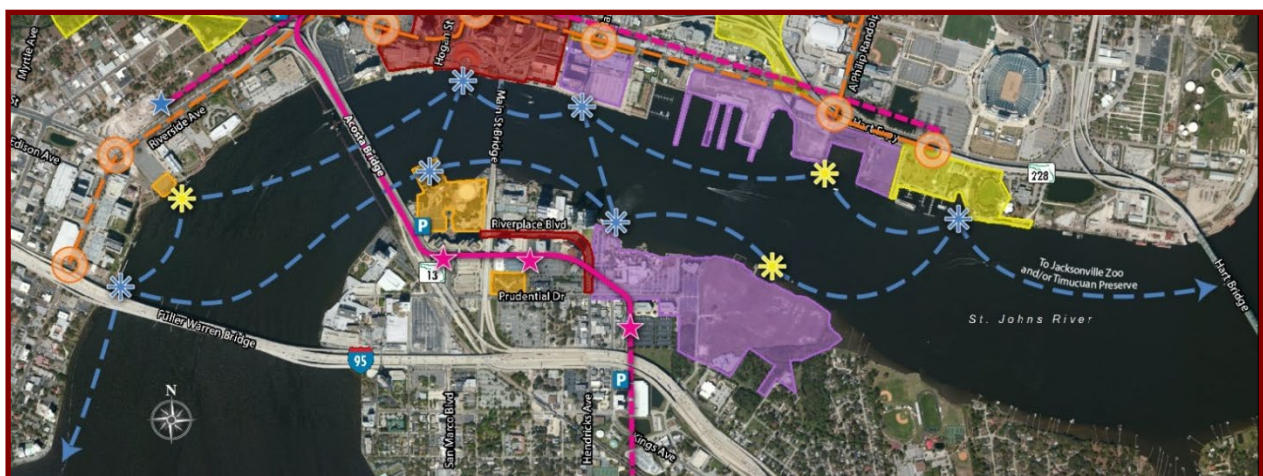 Myrtle Ave
P
Hogan St
A Philip Randolph
Riverside Ave
Edison Ave
Acosta Bridge
Main St Bridge
Hart Expy
228
P
Riverplace Blvd
13
Prudential Dr
To Jacksonville Zoo
and/or Timucuan Preserve
Hart Bridge
St. Johns River
Fuller Warren Bridge
95
P
N
San Marco Blvd
Hendricks Ave
Kings Ave